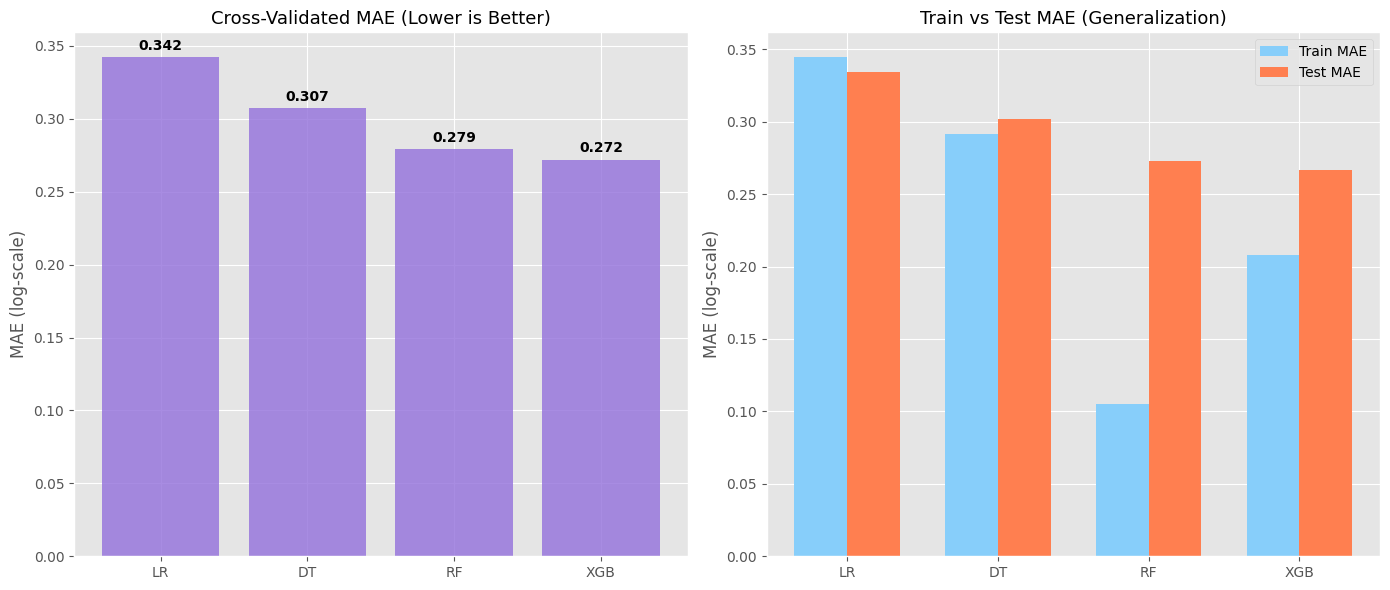 Cross-Validated MAE (Lower is Better)
MAE (log-scale)
0.35
0.30
0.25
0.20
0.15
0.10
0.05
0.00
0.342
0.307
0.279
0.272
LR
DT
RF
XGB
Train vs Test MAE (Generalization)
MAE (log-scale)
0.35
0.30
0.25
0.20
0.15
0.10
0.05
0.00
Train MAE
Test MAE
LR
DT
RF
XGB